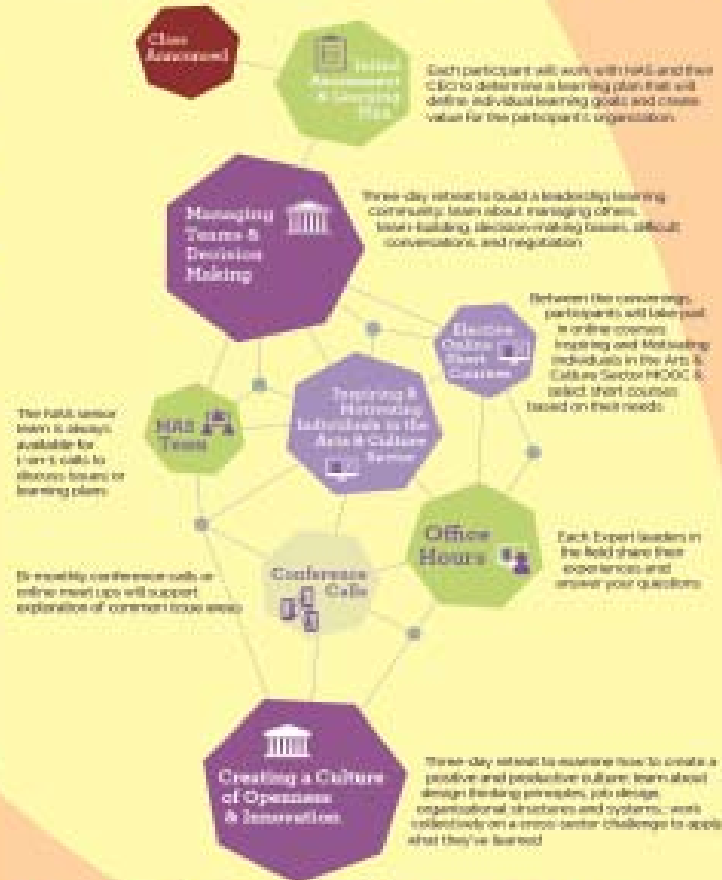 Class
Announced
Initial
Assessment
& Learning
Plan
Each participant will work with NAS and their
CEO to determine a learning plan that will
define individual learning goals and create
value for the participant's organization
Managing
Teams &
Decision
Making
Three-day retreat to build a leadership learning
community: learn about managing others,
team-building, decision-making biases, difficult
conversations, and negotiation
Elective
Online
Short
Courses
Between the convenings,
participants will take part
in online courses:
Inspiring and Motivating
Individuals in the Arts &
Culture Sector MOOC &
select short courses
based on their needs
Inspiring &
Motivating
Individuals in the
Arts & Culture
Sector
NAS
Team
The NAS senior
team is always
available for
1-on-1 calls to
discuss issues or
learning plans
Office
Hours
Each Expert leaders in
the field share their
experiences and
answer your questions
Conference
Calls
Bi-monthly conference calls or
online meet ups will support
exploration of common issue areas
Creating a Culture
of Openness
& Innovation
Three-day retreat to examine how to create a
positive and productive culture: learn about
design thinking principles, job design,
organizational structures and systems, work
collectively on a cross-sector challenge to apply
what they've learned